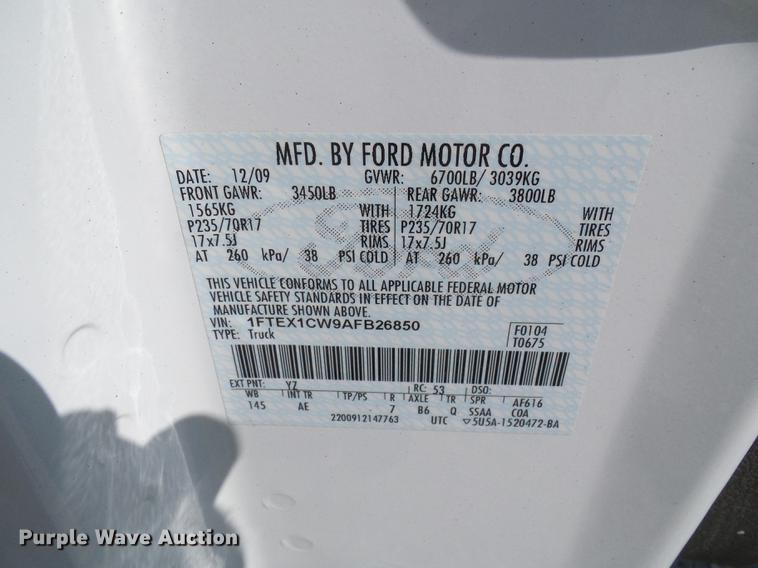 MFD. BY FORD MOTOR CO.
DATE: 12/09 GVWR: 6700LB/ 3039KG
FRONT GAWR: 3450LB REAR GAWR: 3800LB
1565KG WITH 1724KG WITH
P235/70R17 TIRES P235/70R17 TIRES
17x7.5J RIMS 17x7.5J RIMS
AT 260 kPa/ 38 PSI COLD AT 260 kPa/ 38 PSI COLD
Ford
THIS VEHICLE CONFORMS TO ALL APPLICABLE FEDERAL MOTOR
VEHICLE SAFETY STANDARDS IN EFFECT ON THE DATE OF
MANUFACTURE SHOWN ABOVE.
VIN: 1FTEX1CW9AFB26850 F0104
TYPE: Truck T0675
EXT PNT: YZ RC: 53 DSO:
WB INT TR TP/PS R AXLE TR SPR AF616
145 AE 7 B6 Q SSAA COA
2200912147763 UTC ▽5U5A-1520472-BA
Purple Wave Auction